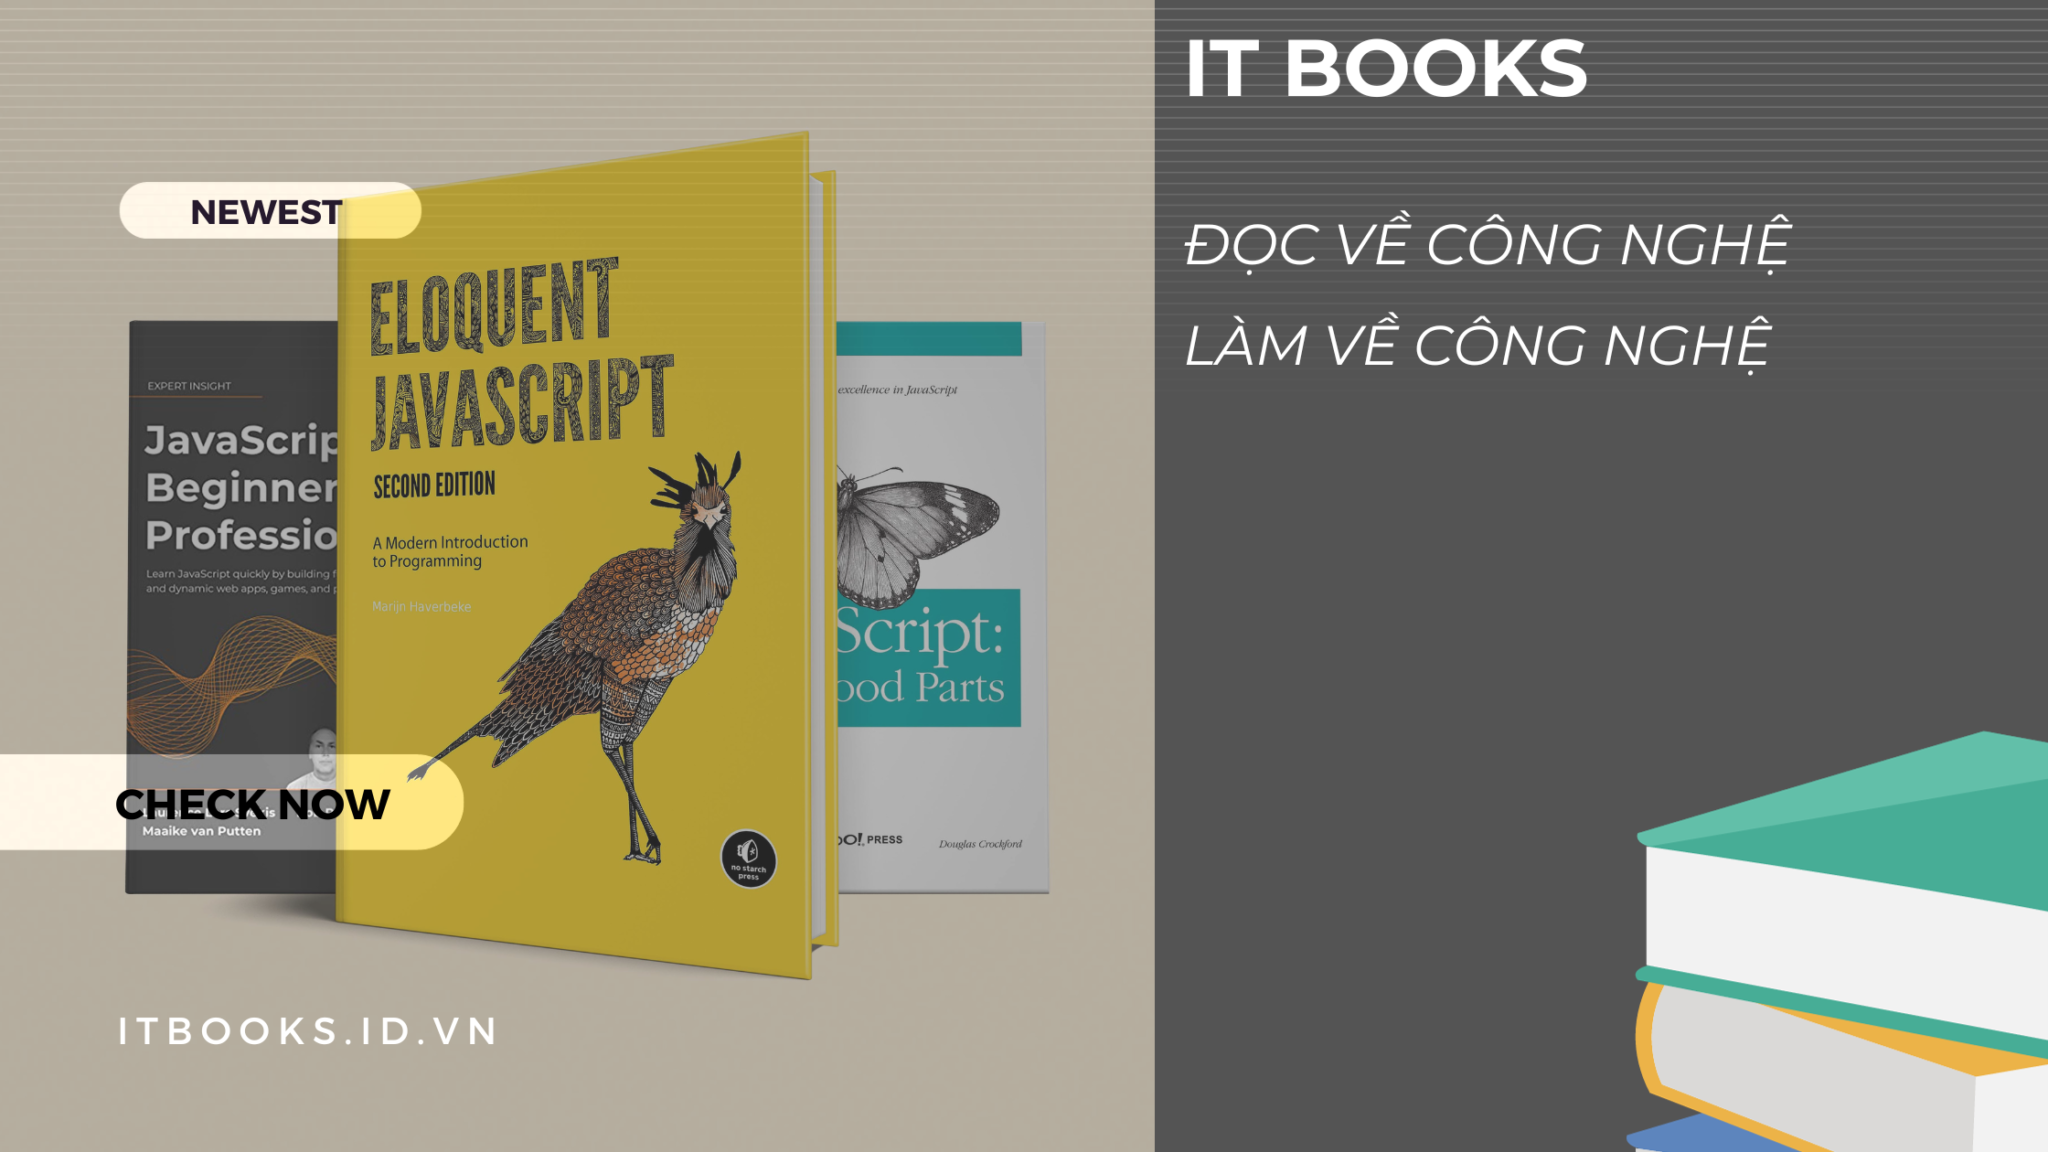 IT BOOKS
ĐỌC VỀ CÔNG NGHỆ
LÀM VỀ CÔNG NGHỆ
NEWEST
ELOQUENT
JAVASCRIPT
SECOND EDITION
A Modern Introduction
to Programming
Marijn Haverbeke
no starch
press
EXPERT INSIGHT
JavaScrip
Beginner
Professio
Learn JavaScript quickly by building f
and dynamic web apps, games, and p
Maaike van Putten
excellence in JavaScript
Script:
ood Parts
OO! PRESS
Douglas Crockford
CHECK NOW
ITBOOKS.ID.VN